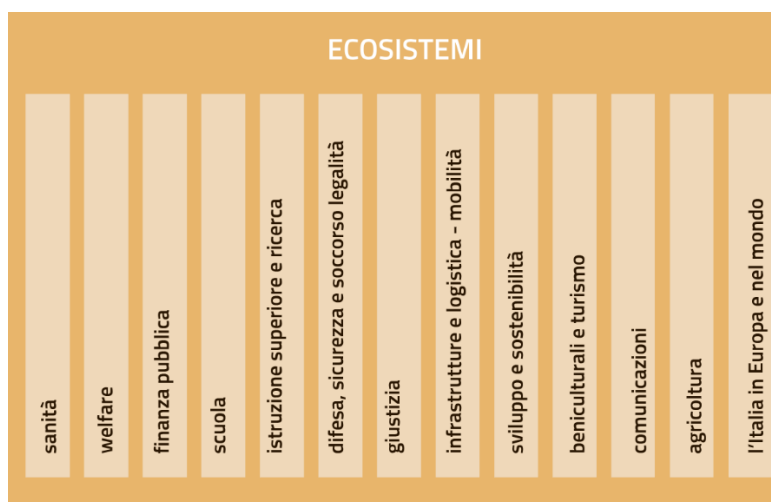 ECOSISTEMI
sanità
welfare
finanza pubblica
scuola
istruzione superiore e ricerca
difesa, sicurezza e soccorso legalità
giustizia
infrastrutture e logistica - mobilità
sviluppo e sostenibilità
beniculturali e turismo
comunicazioni
agricoltura
l'Italia in Europa e nel mondo